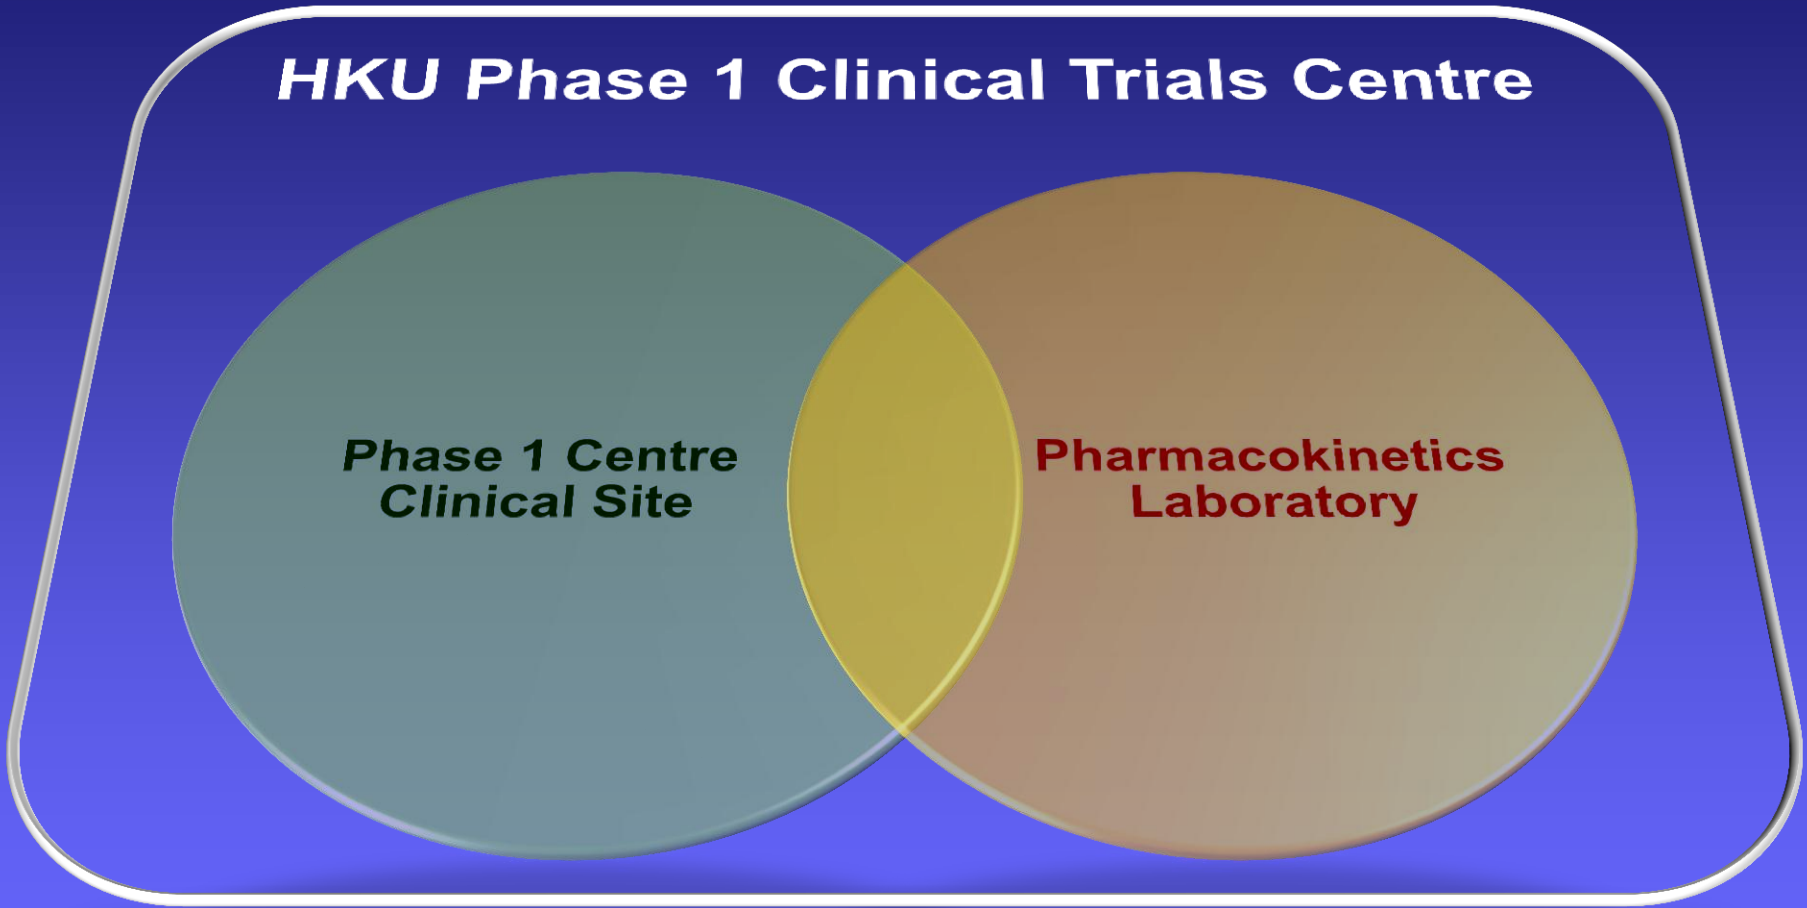 HKU Phase 1 Clinical Trials Centre
Phase 1 Centre
Clinical Site
Pharmacokinetics
Laboratory